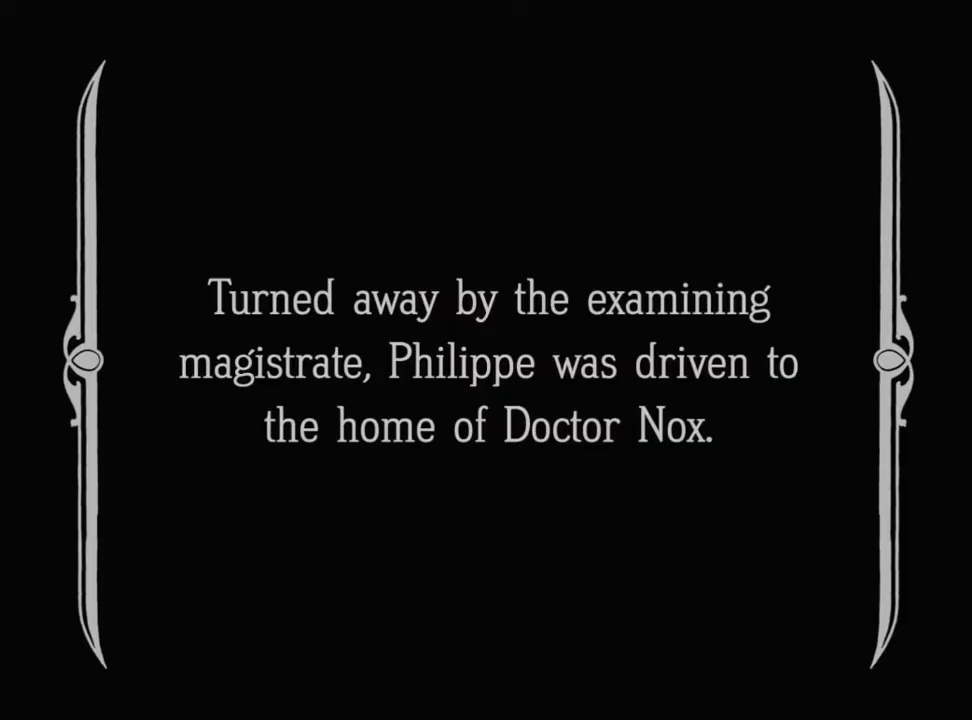 Turned away by the examining
magistrate, Philippe was driven to
the home of Doctor Nox.